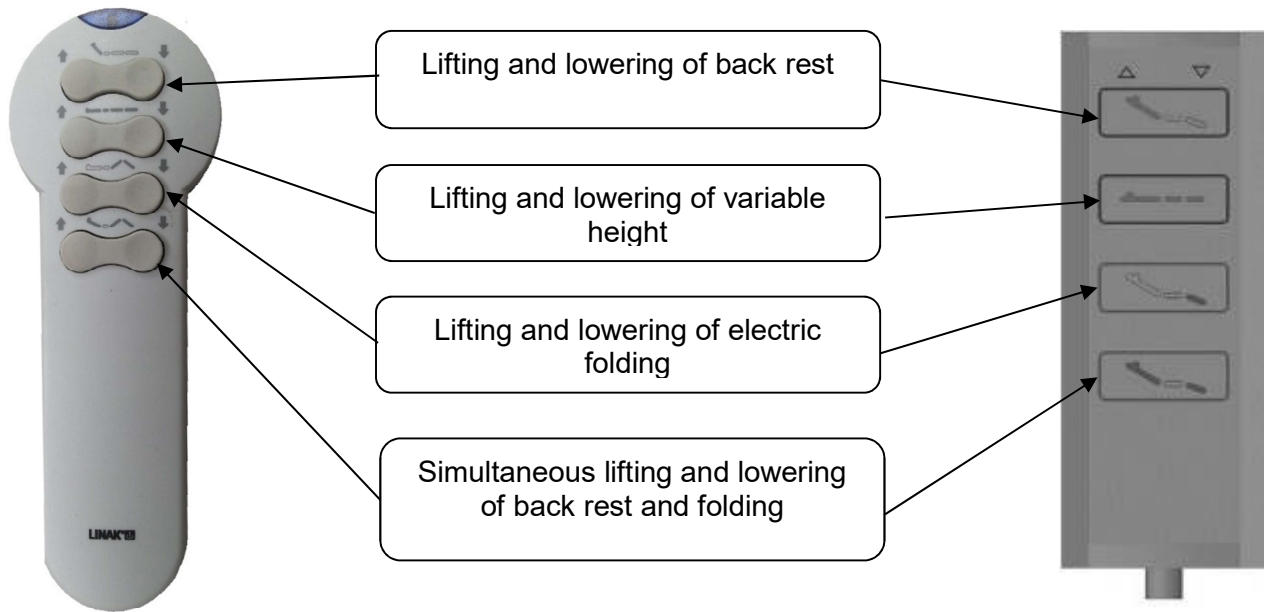 Lifting and lowering of back rest
Lifting and lowering of variable
height
Lifting and lowering of electric
folding
Simultaneous lifting and lowering
of back rest and folding
LINAK